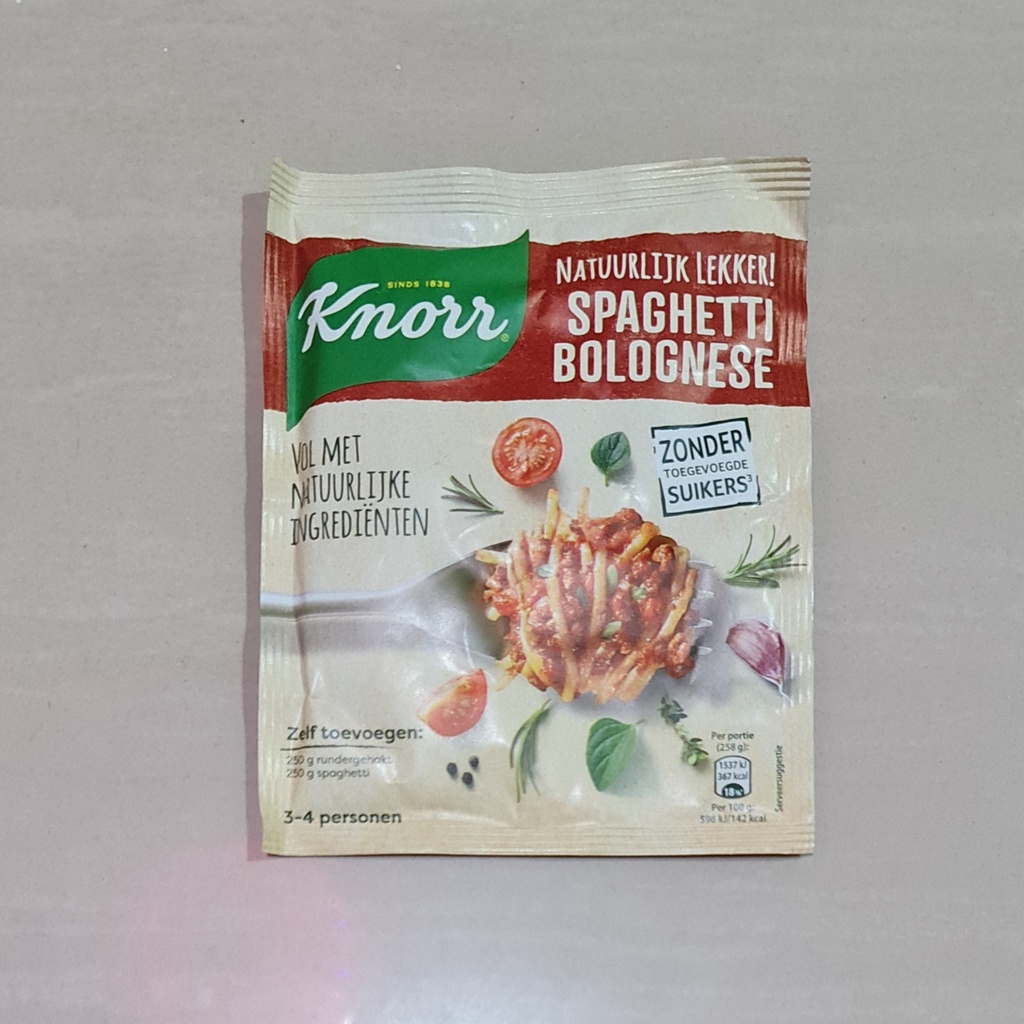 SINDS 1838
Knorr
NATUURLIJK LEKKER!
SPAGHETTI
BOLOGNESE
VOL MET
NATUURLIJKE
INGREDIËNTEN
ZONDER
TOEGEVOEGDE
SUIKERS³
Zelf toevoegen:
250 g rundergehakt
250 g spaghetti
3-4 personen
Per portie
(258 g):
1537 kJ
367 kcal
18%
Per 100 g:
596 kJ/142 kcal
Serveersuggestie